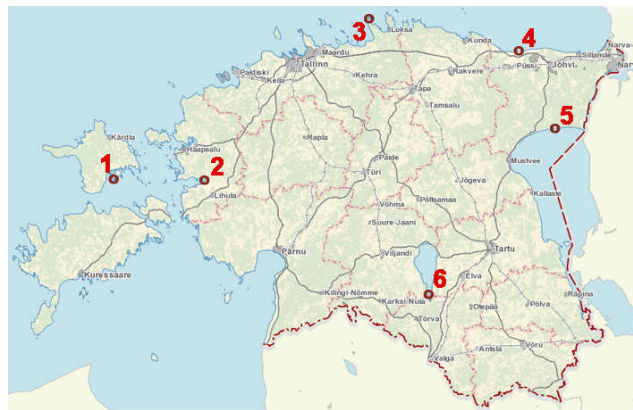 3
Loksa
Maardu
Tallinn
Kunda
4
Narva-
Sillamäe
Narv
Paldiski
Keila
Kehra
Rakvere
Püssi
Jõhvi
Tapa
Tamsalu
5
Kärdla
Haapsalu
Rapla
Paide
Mustvee
1
2
Türi
Jõgeva
Lihula
Võhma
Põltsamaa
Kallaste
Suure-Jaani
Pärnu
Viljandi
Tartu
Kuressaare
6
Elva
Kilingi-Nõmme
Karksi-Nuia
Räpina
Otepää
Põlva
Tõrva
Antsla
Võru
Valga